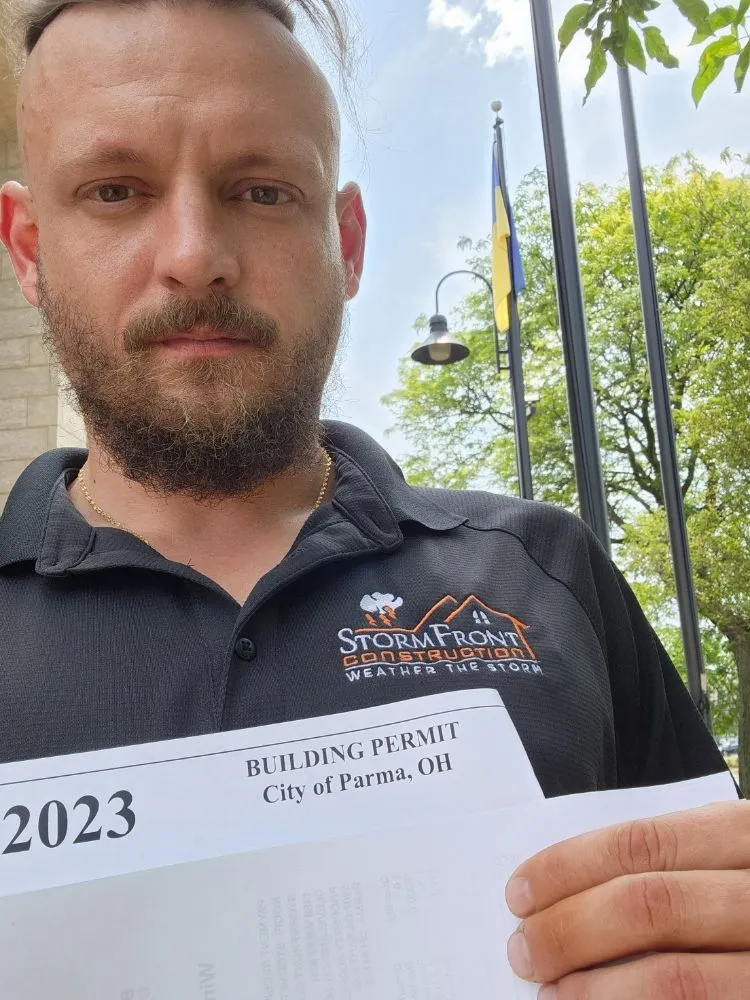 STORMFRONT
CONSTRUCTION
WEATHER THE STORM
BUILDING PERMIT
City of Parma, OH
2023